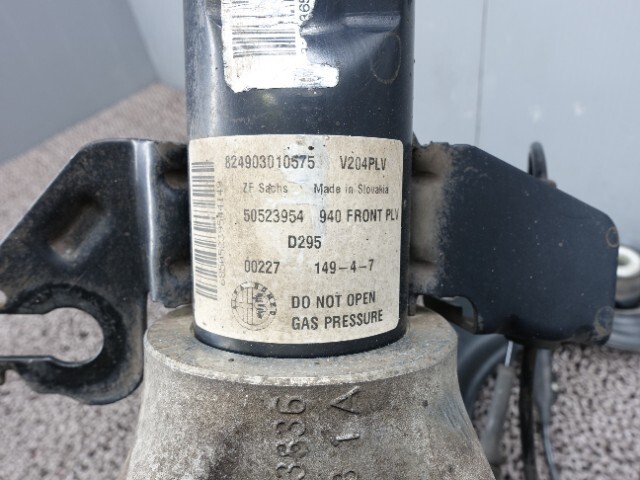 824903010575 V204PLV
ZF Sachs Made in Slovakia
50523954 940 FRONT PLV
D295
00227 149-4-7
DO NOT OPEN
GAS PRESSURE